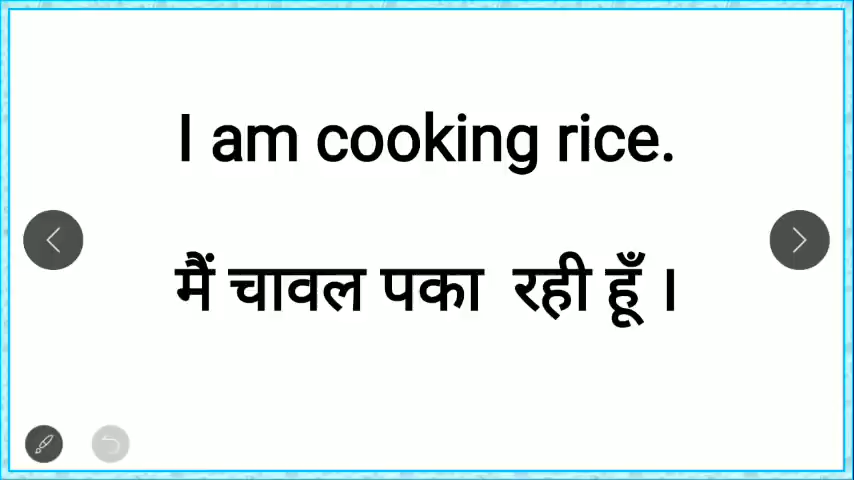 I am cooking rice.
मैं चावल पका रही हूँ ।